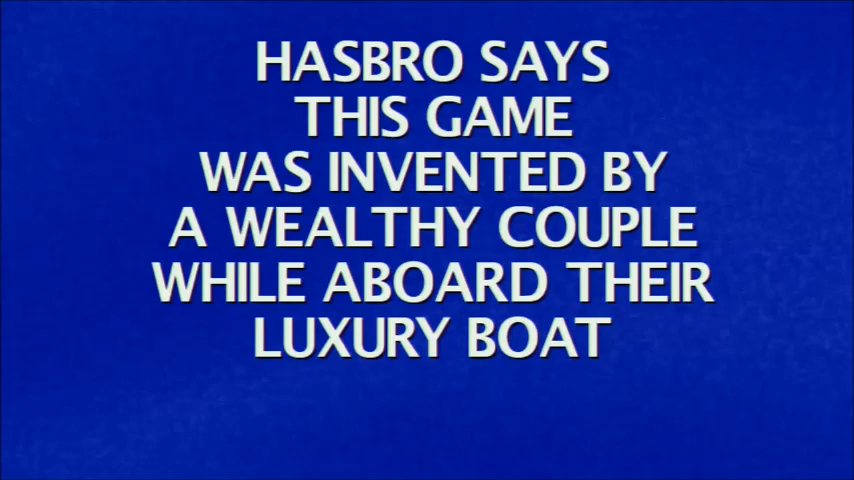 HASBRO SAYS
THIS GAME
WAS INVENTED BY
A WEALTHY COUPLE
WHILE ABOARD THEIR
LUXURY BOAT